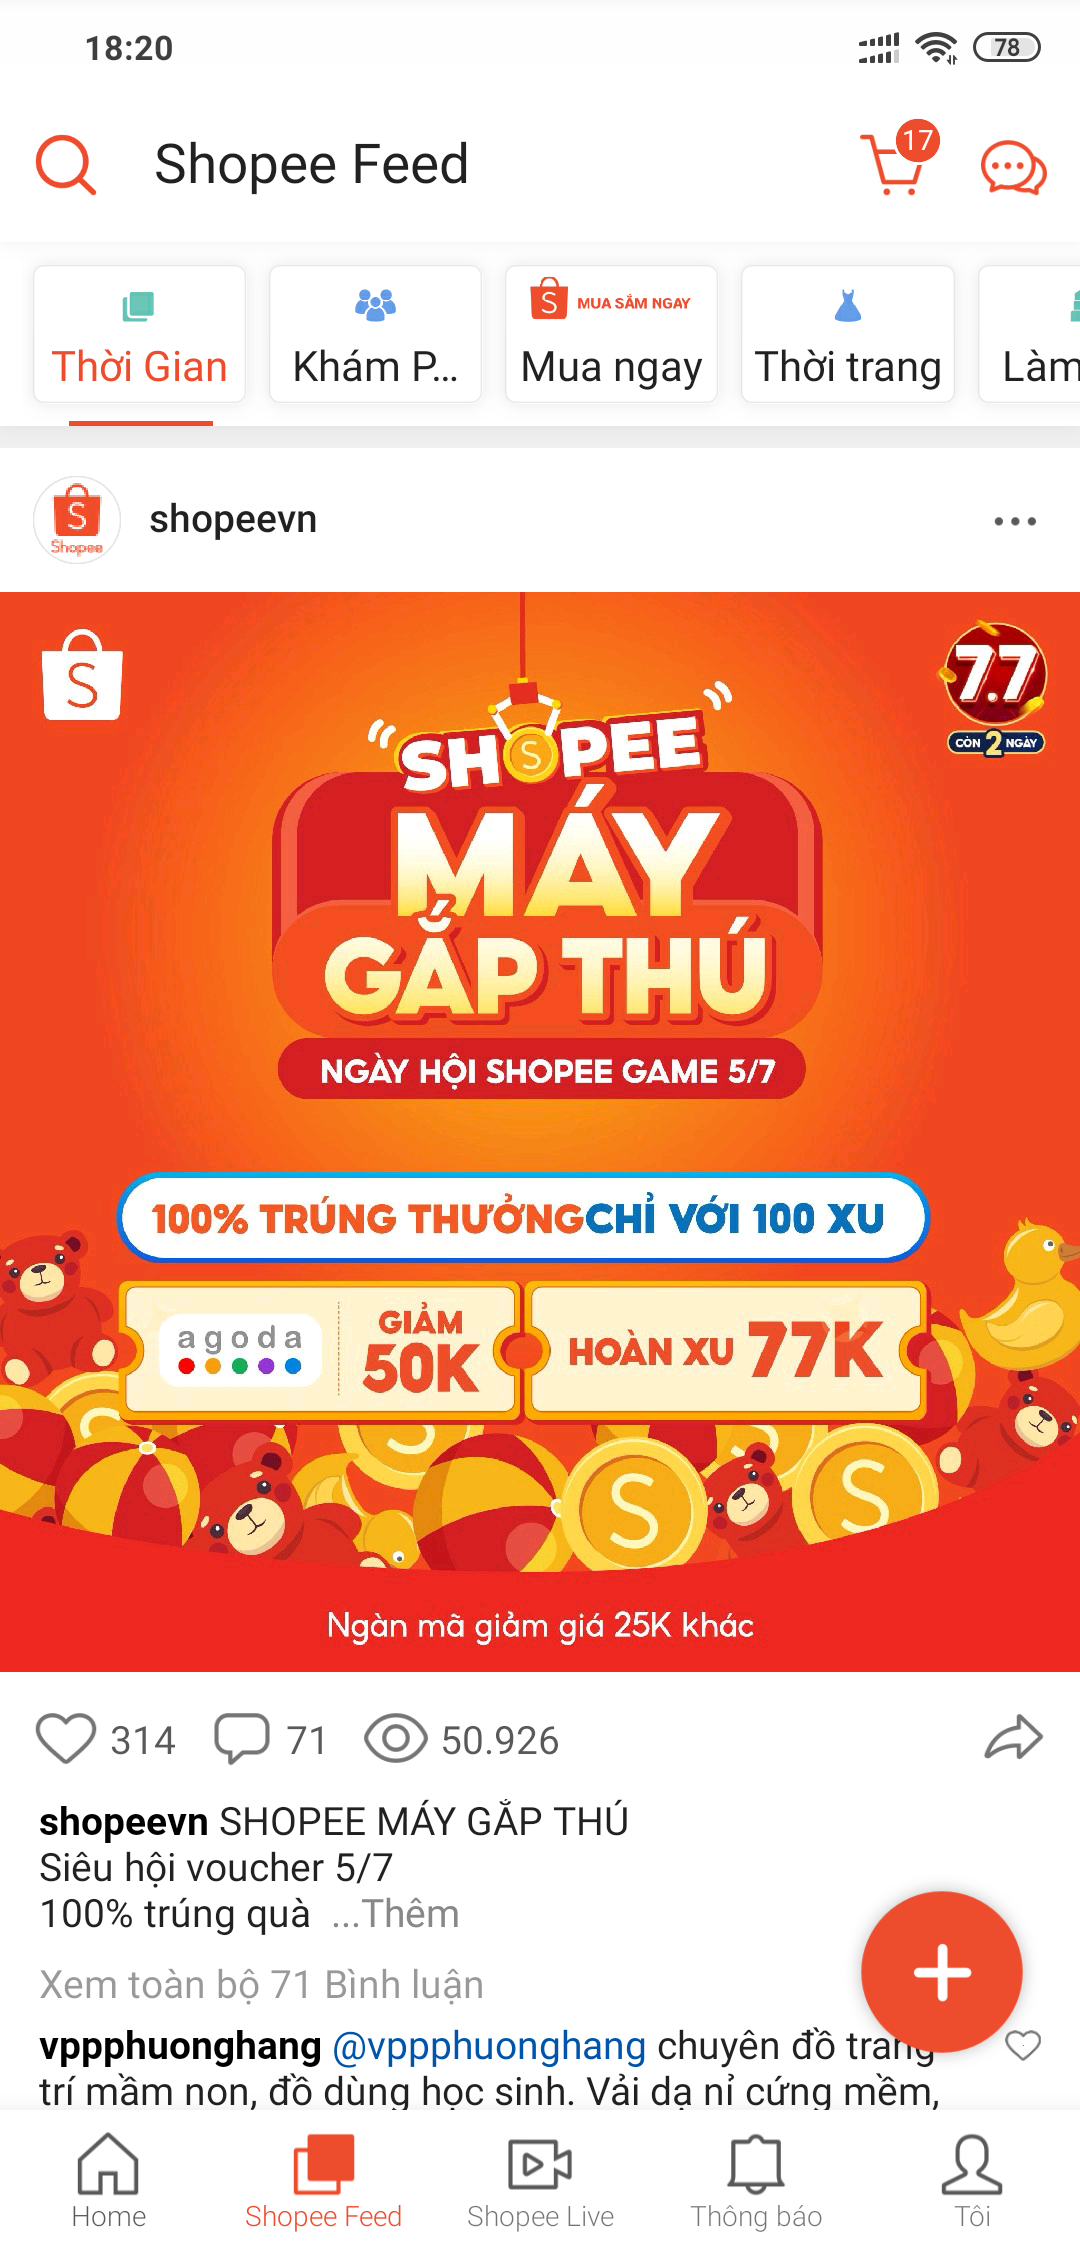 18:20
78
Shopee Feed
17
Thời Gian
Khám P...
MUA SẮM NGAY
Mua ngay
Thời trang
Làm
Shopee
shopeevn
7.7
CÒN 2 NGÀY
SHOPEE
MÁY
GẮP THÚ
NGÀY HỘI SHOPEE GAME 5/7
100% TRÚNG THƯỞNG CHỈ VỚI 100 XU
agoda
GIẢM
50K
HOÀN XU 77K
Ngàn mã giảm giá 25K khác
314
71
50.926
shopeevn SHOPEE MÁY GẮP THÚ
Siêu hội voucher 5/7
100% trúng quà ...Thêm
Xem toàn bộ 71 Bình luận
vppphuonghang @vppphuonghang chuyên đồ trang
trí mầm non, đồ dùng học sinh. Vải dạ nỉ cứng mềm,
Home
Shopee Feed
Shopee Live
Thông báo
Tôi